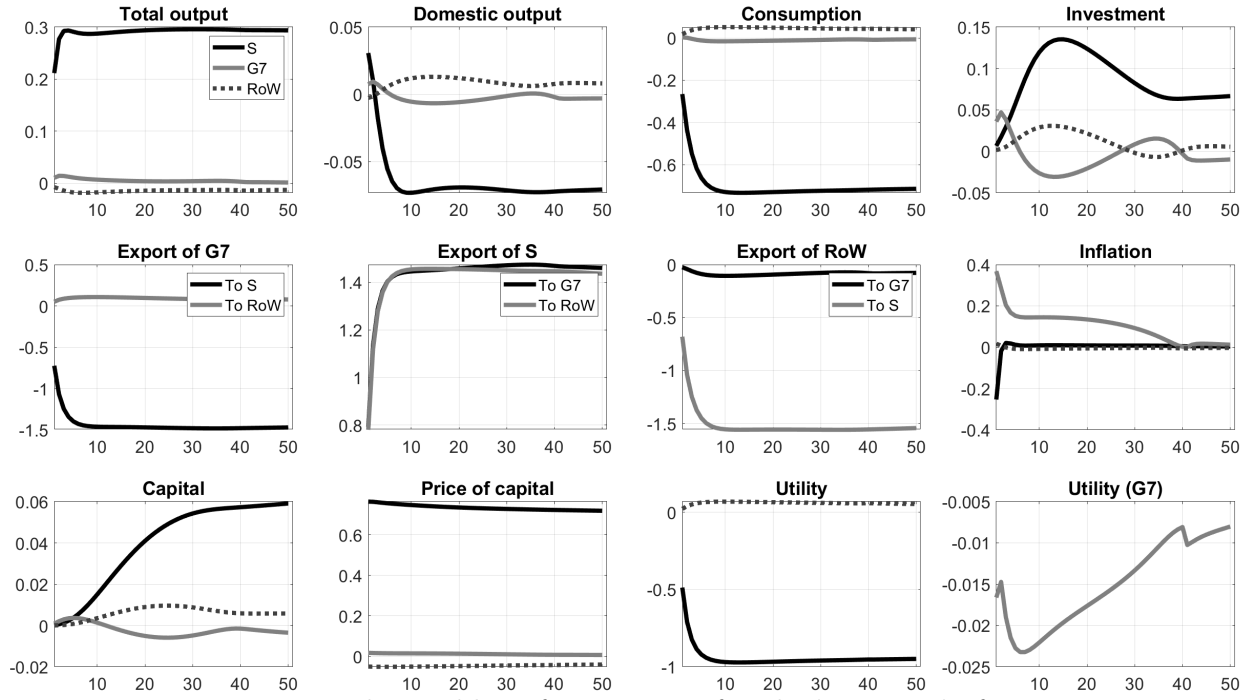 Total output
Domestic output
Consumption
Investment
0.3
0.2
0.1
0
S
G7
RoW
10 20 30 40 50
0.05
0
-0.05
10 20 30 40 50
0
-0.2
-0.4
-0.6
10 20 30 40 50
0.15
0.1
0.05
0
-0.05
10 20 30 40 50
Export of G7
Export of S
Export of RoW
Inflation
0.5
0
-0.5
-1
-1.5
To S
To RoW
10 20 30 40 50
1.4
1.2
1
0.8
To G7
To RoW
10 20 30 40 50
0
-0.5
-1
-1.5
To G7
To S
10 20 30 40 50
0.4
0.2
0
-0.2
-0.4
10 20 30 40 50
Capital
Price of capital
Utility
Utility (G7)
0.06
0.04
0.02
0
-0.02
10 20 30 40 50
0.6
0.4
0.2
0
10 20 30 40 50
0
-0.5
-1
10 20 30 40 50
-0.005
-0.01
-0.015
-0.02
-0.025
10 20 30 40 50